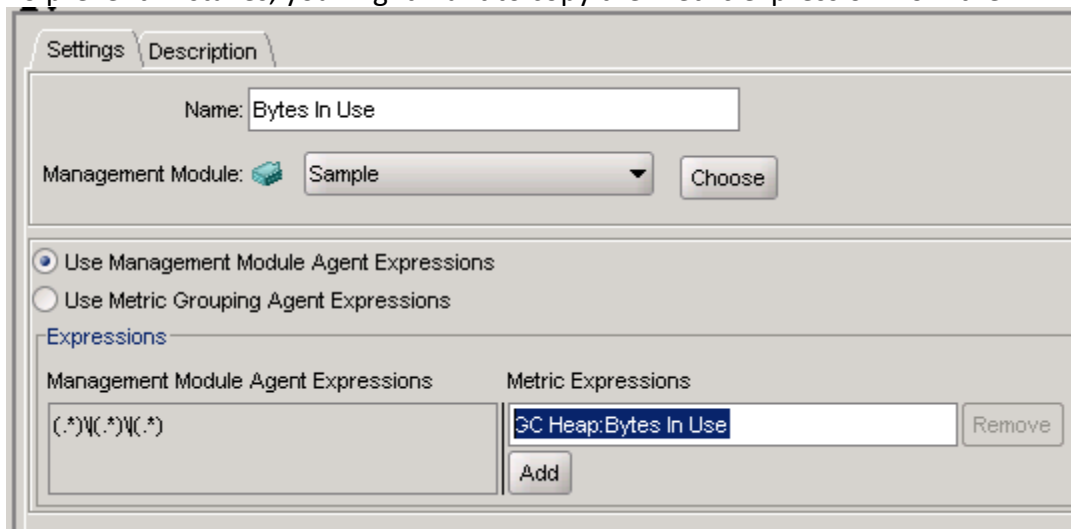 Settings Description
Name: Bytes In Use
Management Module: Sample Choose
Use Management Module Agent Expressions
Use Metric Grouping Agent Expressions
Expressions
Management Module Agent Expressions Metric Expressions
(.*)\|(.*)\|(.*) GC Heap:Bytes In Use Remove
Add